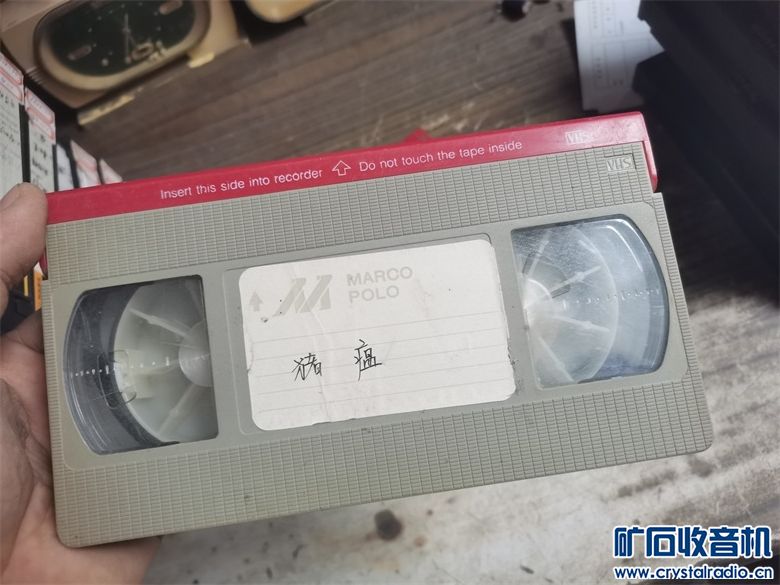 Insert this side into recorder ⇧ Do not touch the tape inside
VHS
VHS
MARCO
POLO
猪 瘟
矿石收音机
www.crystalradio.cn